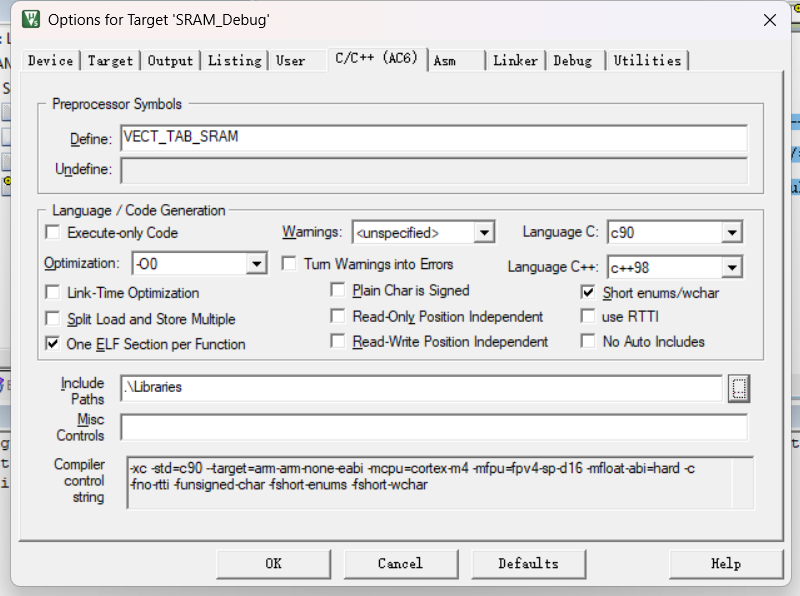 Options for Target 'SRAM_Debug'
Device Target Output Listing User C/C++ (AC6) Asm Linker Debug Utilities
Preprocessor Symbols
Define: VECT_TAB_SRAM
Undefine:
Language / Code Generation
Execute-only Code Warnings: <unspecified> Language C: c90
Optimization: -O0 Turn Warnings into Errors Language C++: c++98
Link-Time Optimization Plain Char is Signed Short enums/wchar
Split Load and Store Multiple Read-Only Position Independent use RTTI
One ELF Section per Function Read-Write Position Independent No Auto Includes
Include Paths .\Libraries ...
Misc Controls
Compiler control string
-xc -std=c90 --target=arm-arm-none-eabi -mcpu=cortex-m4 -mfpu=fpv4-sp-d16 -mfloat-abi=hard -c
-fno-rtti -funsigned-char -fshort-enums -fshort-wchar
OK Cancel Defaults Help